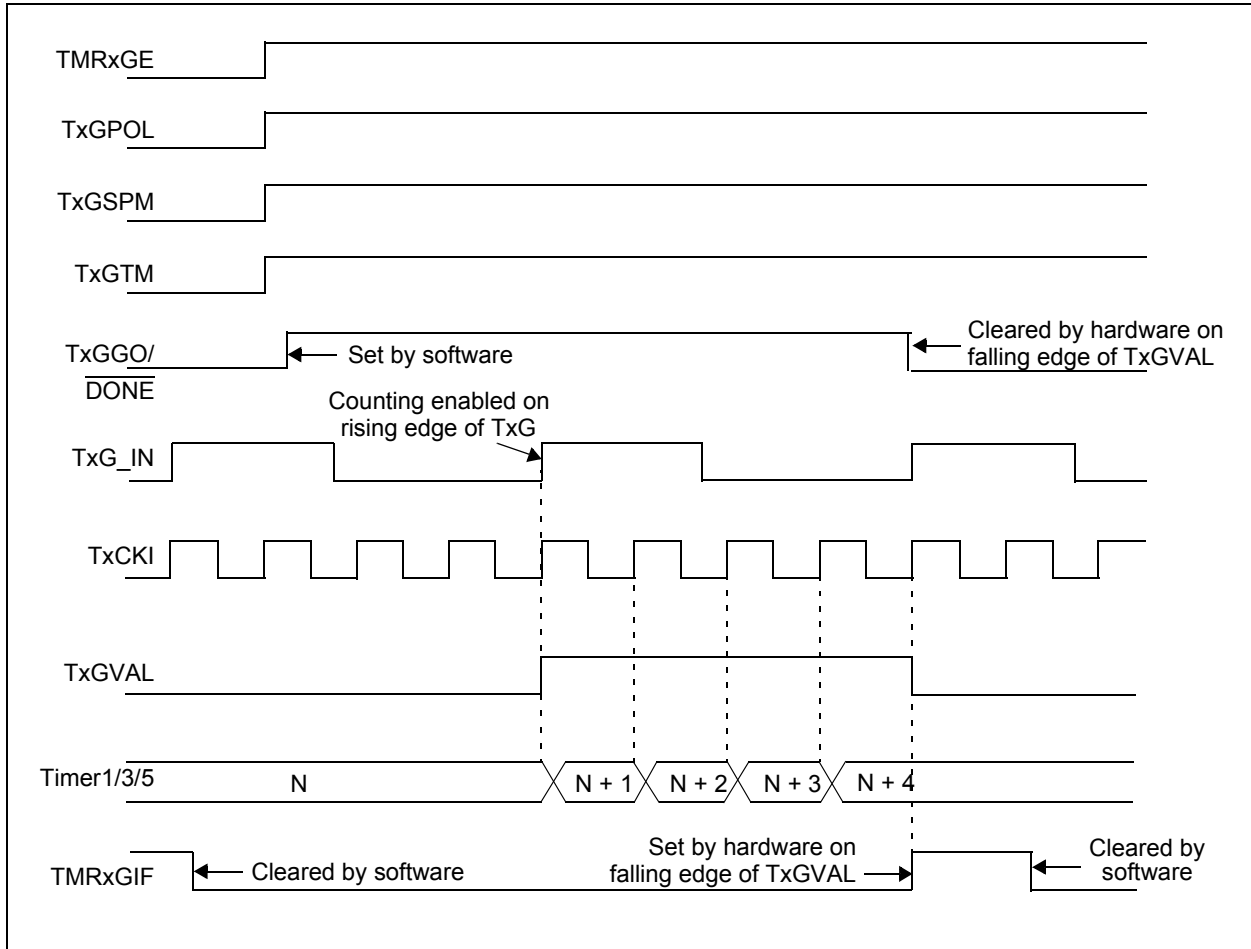 TMRxGE
TxGPOL
TxGSPM
TxGTM
TxGGO/
DONE
Set by software
Cleared by hardware on
falling edge of TxGVAL
Counting enabled on
rising edge of TxG
TxG_IN
TxCKI
TxGVAL
Timer1/3/5
N
N + 1
N + 2
N + 3
N + 4
TMRxGIF
Cleared by software
Set by hardware on
falling edge of TxGVAL
Cleared by
software